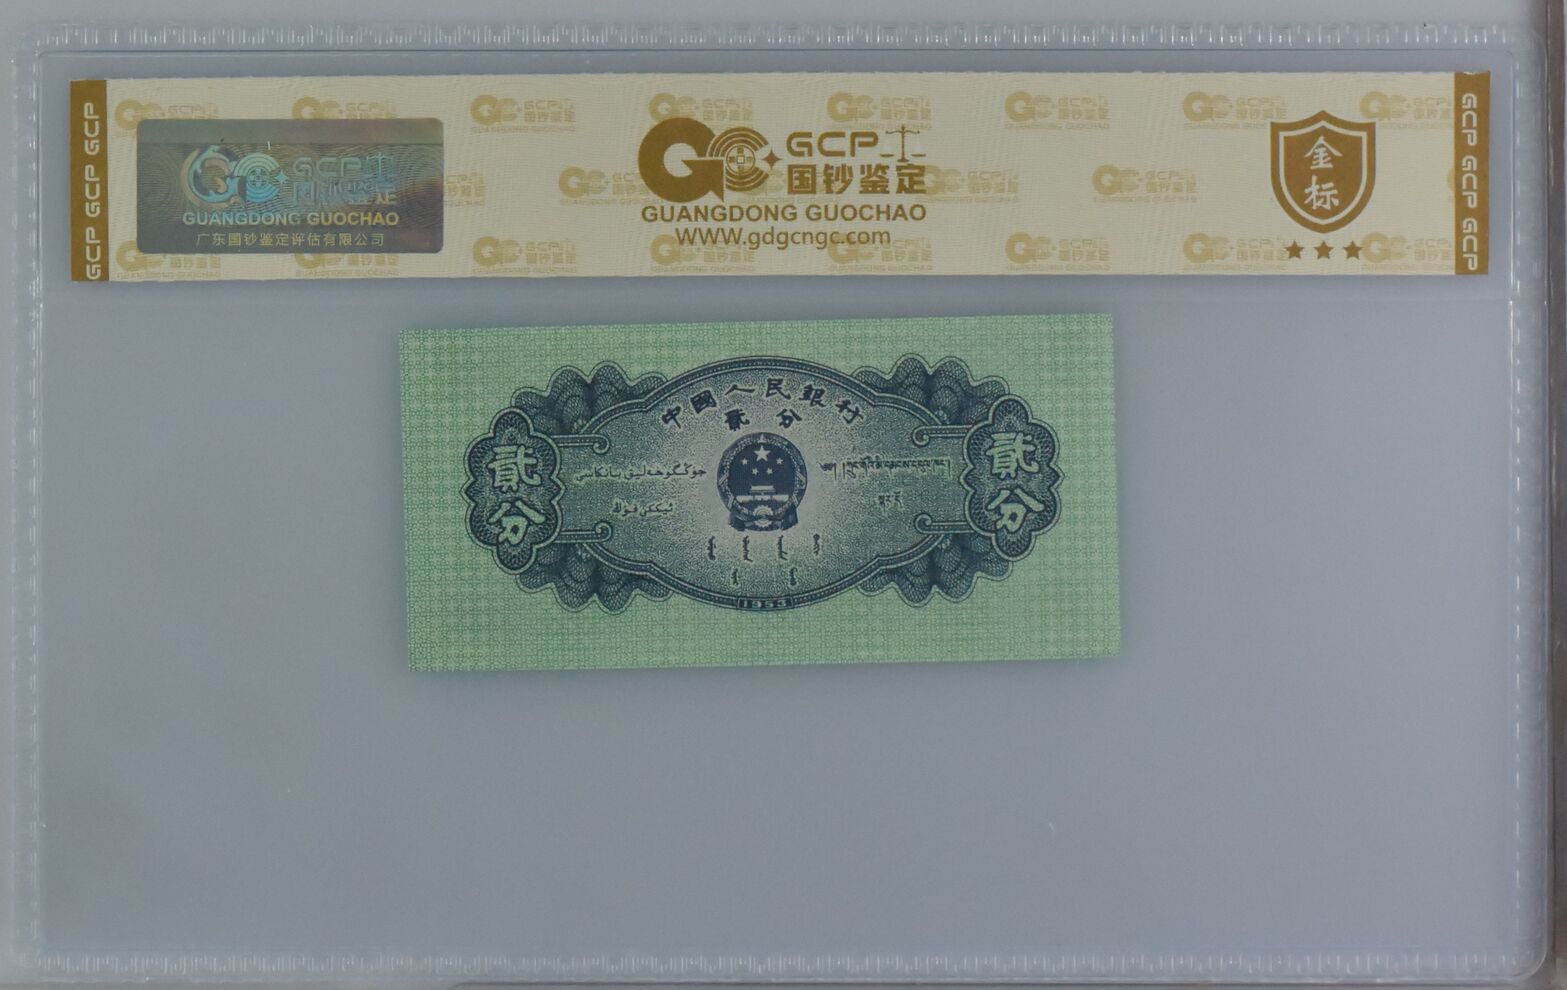 GCP GCP GCP
GCP
国钞鉴定
GUANGDONG GUOCHAO
广东国钞鉴定评估有限公司
GCP
国钞鉴定
GUANGDONG GUOCHAO
WWW.gdgcngc.com
金
标
GCP GCP GCP
中國人民銀行
貳分
貳分
貳分
1953